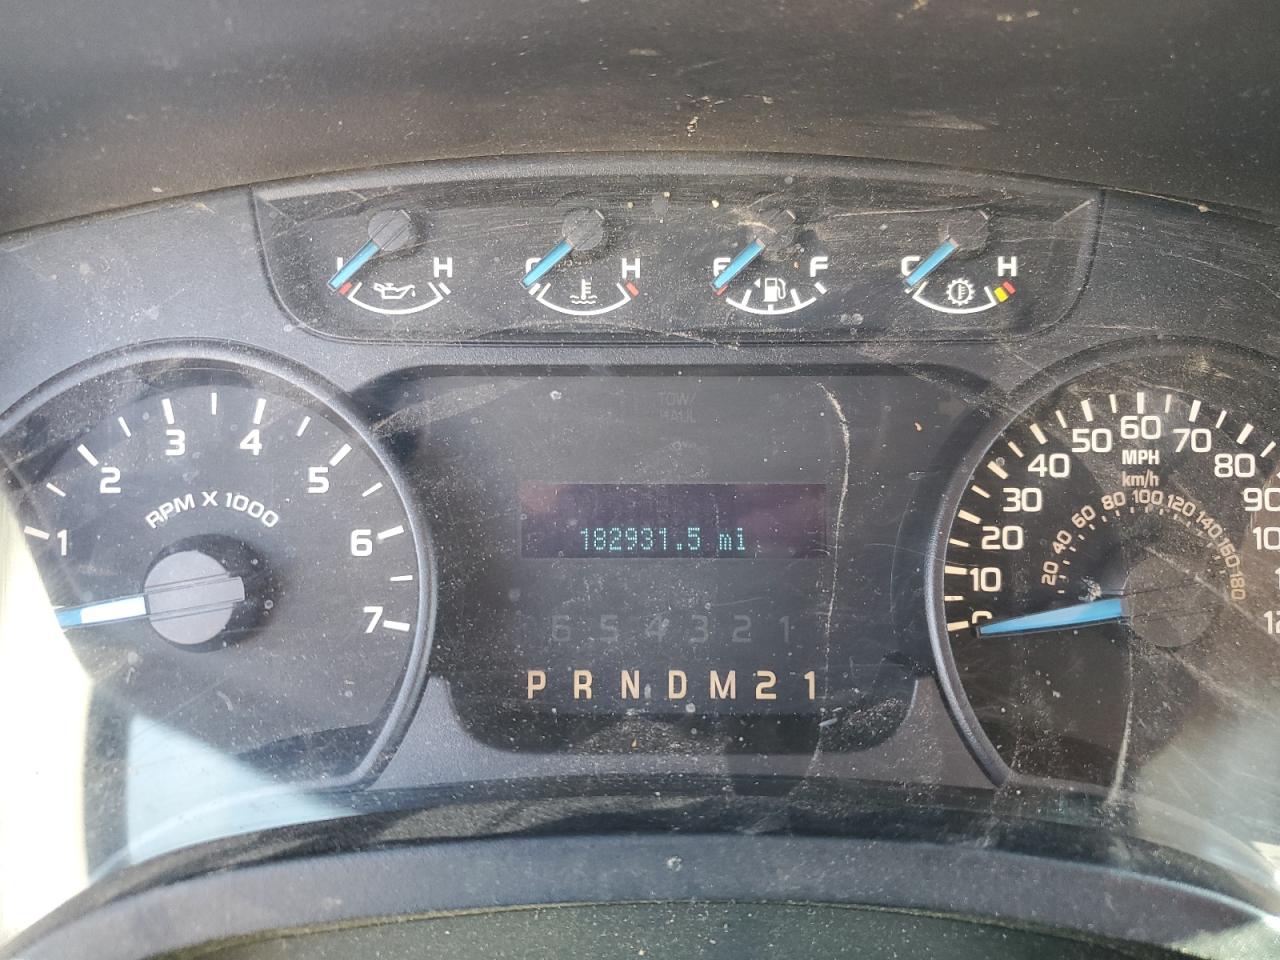 L H C H E F C H
TOW/
HAUL
1 2 3 4 5 6 7
RPM X 1000
182931.5 mi
6 5 4 3 2 1
P R N D M 2 1
0 10 20 30 40 50 60 70 80 90
MPH
km/h
20 40 60 80 100 120 140 160 180